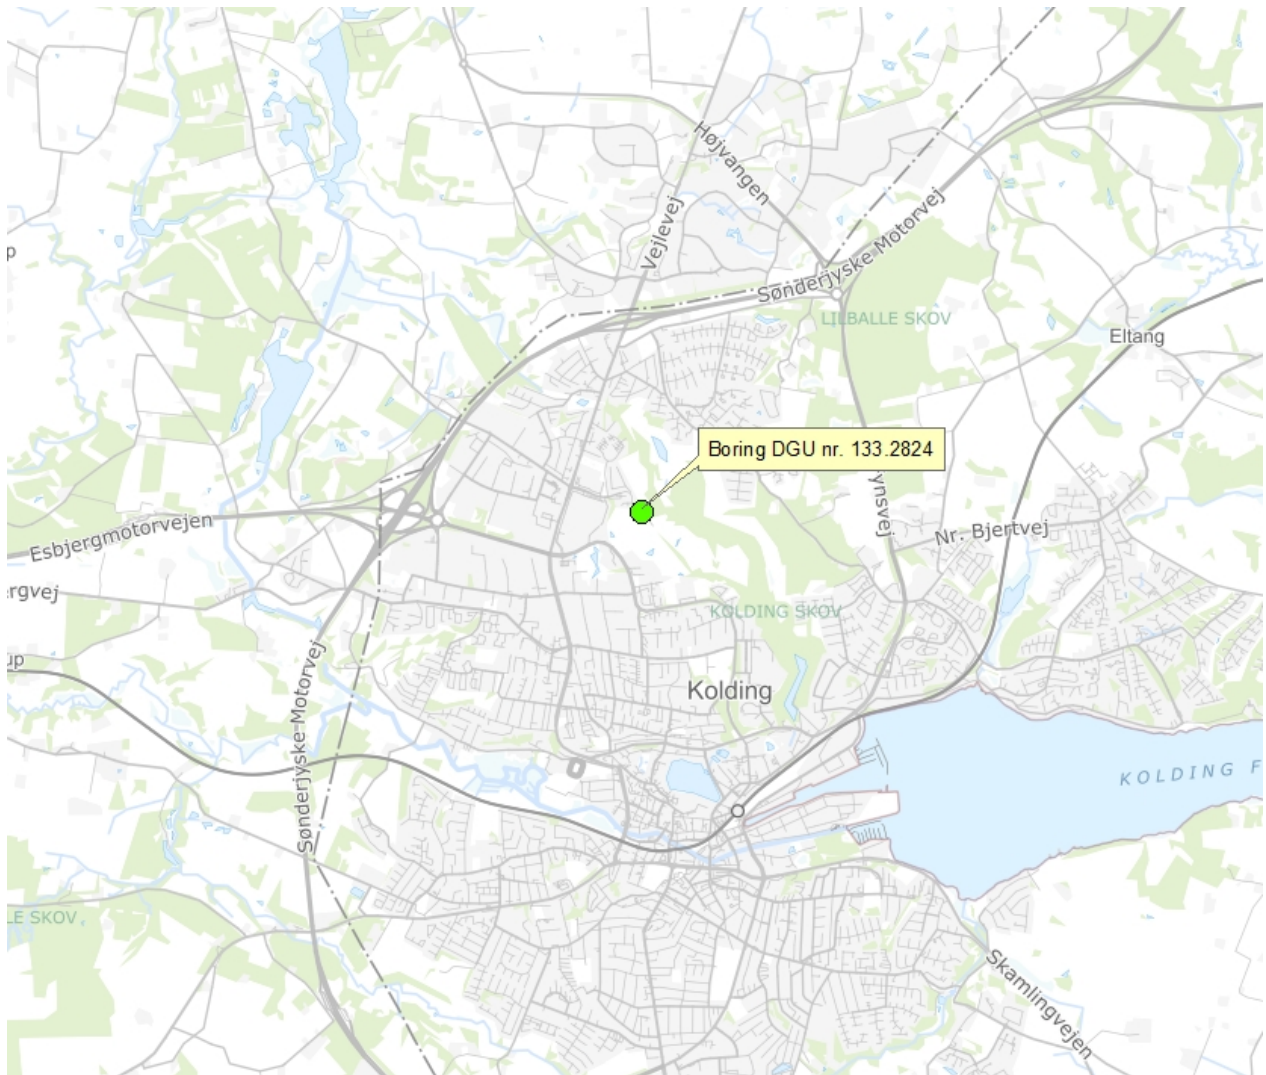 Højvangen
Vejlevej
Sønderjyske Motorvej
LILBALLE SKOV
Eltang
p
Boring DGU nr. 133.2824
ynsvej
Nr. Bjertvej
Esbjergmotorvejen
ergvej
KOLDING SKOV
up
Sønderjyske Motorvej
Kolding
KOLDING F
LE SKOV
Skamlingvejen